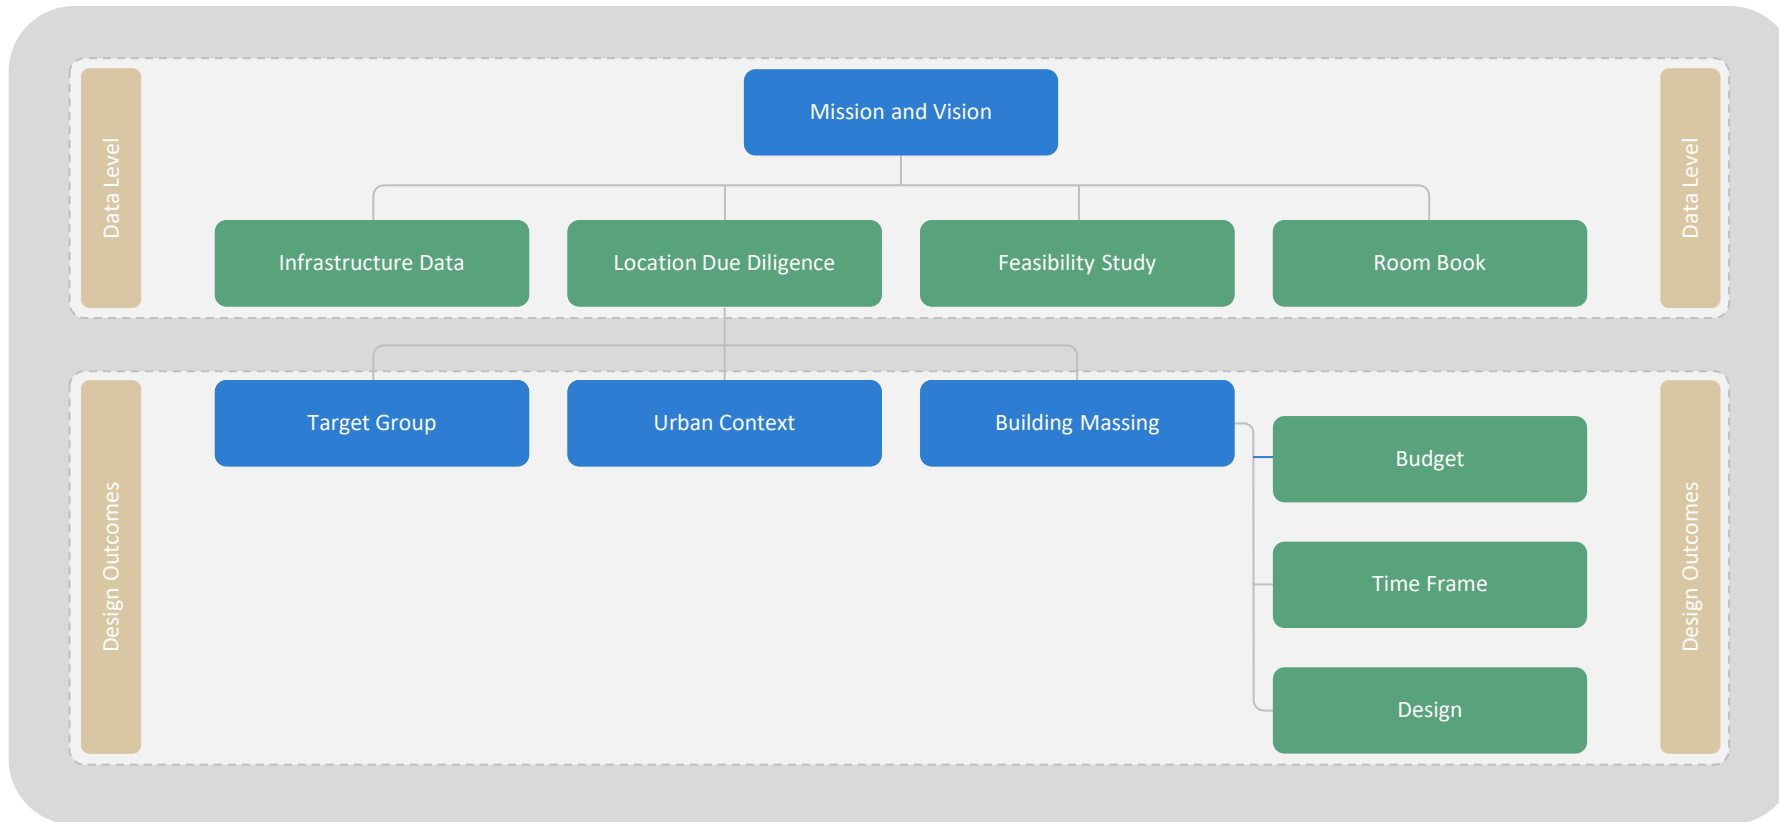 Data Level
Mission and Vision
Data Level
Infrastructure Data
Location Due Diligence
Feasibility Study
Room Book
Design Outcomes
Target Group
Urban Context
Building Massing
Budget
Time Frame
Design
Design Outcomes